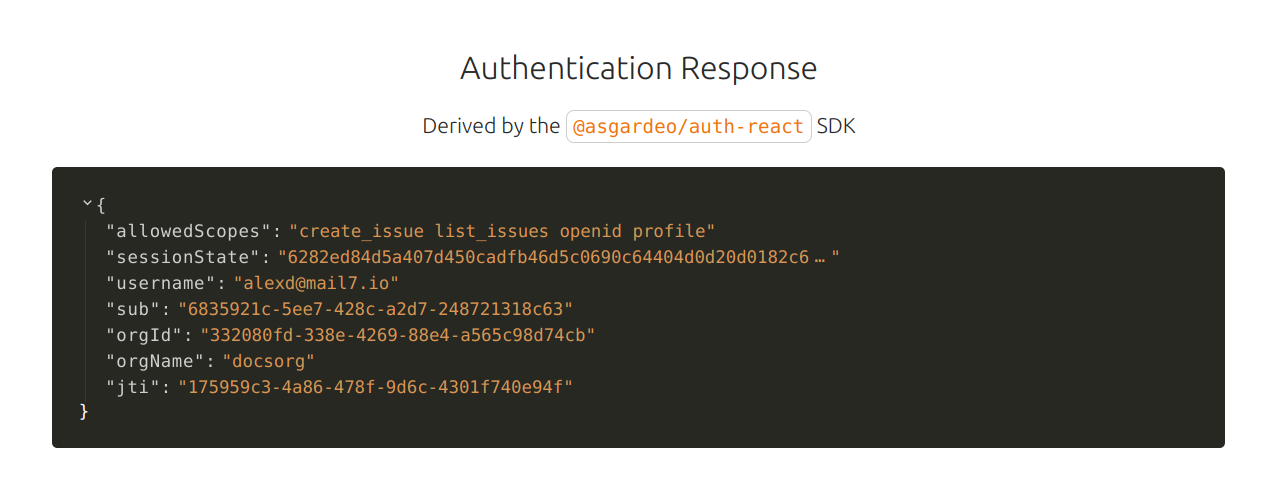 Authentication Response
Derived by the @asgardeo/auth-react SDK
{
"allowedScopes": "create_issue list_issues openid profile"
"sessionState": "6282ed84d5a407d450cadfb46d5c0690c64404d0d20d0182c6 … "
"username": "alexd@mail7.io"
"sub": "6835921c-5ee7-428c-a2d7-248721318c63"
"orgId": "332080fd-338e-4269-88e4-a565c98d74cb"
"orgName": "docsorg"
"jti": "175959c3-4a86-478f-9d6c-4301f740e94f"
}